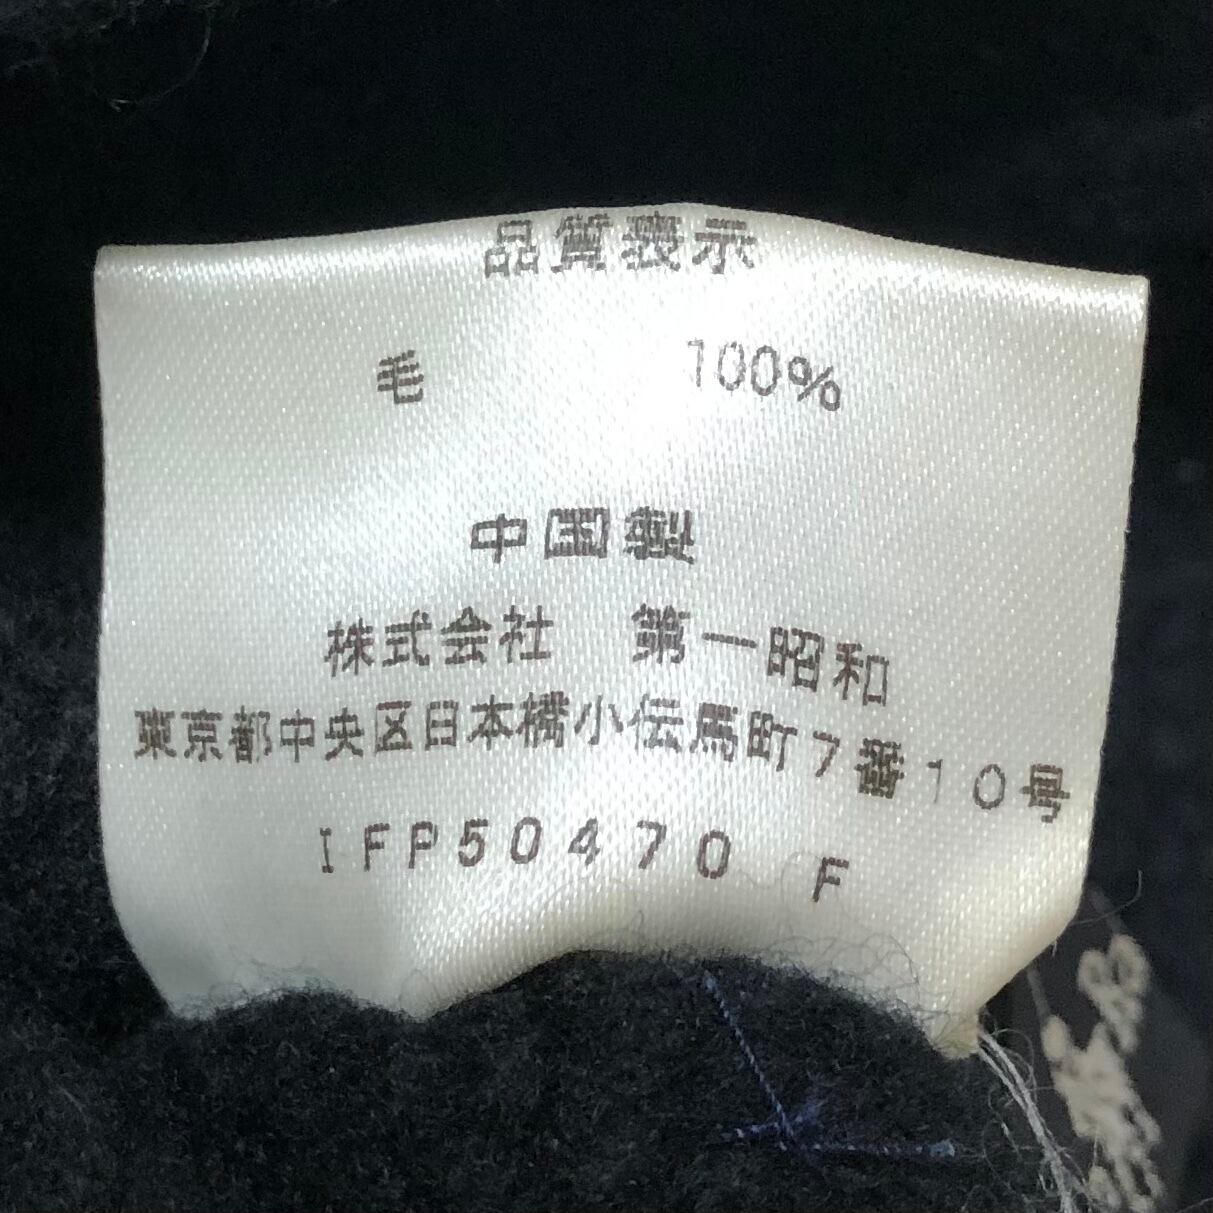 品質表示
毛 100%
中国製
株式会社 第一昭和
東京都中央区日本橋小伝馬町7番10号
IFP50470 F